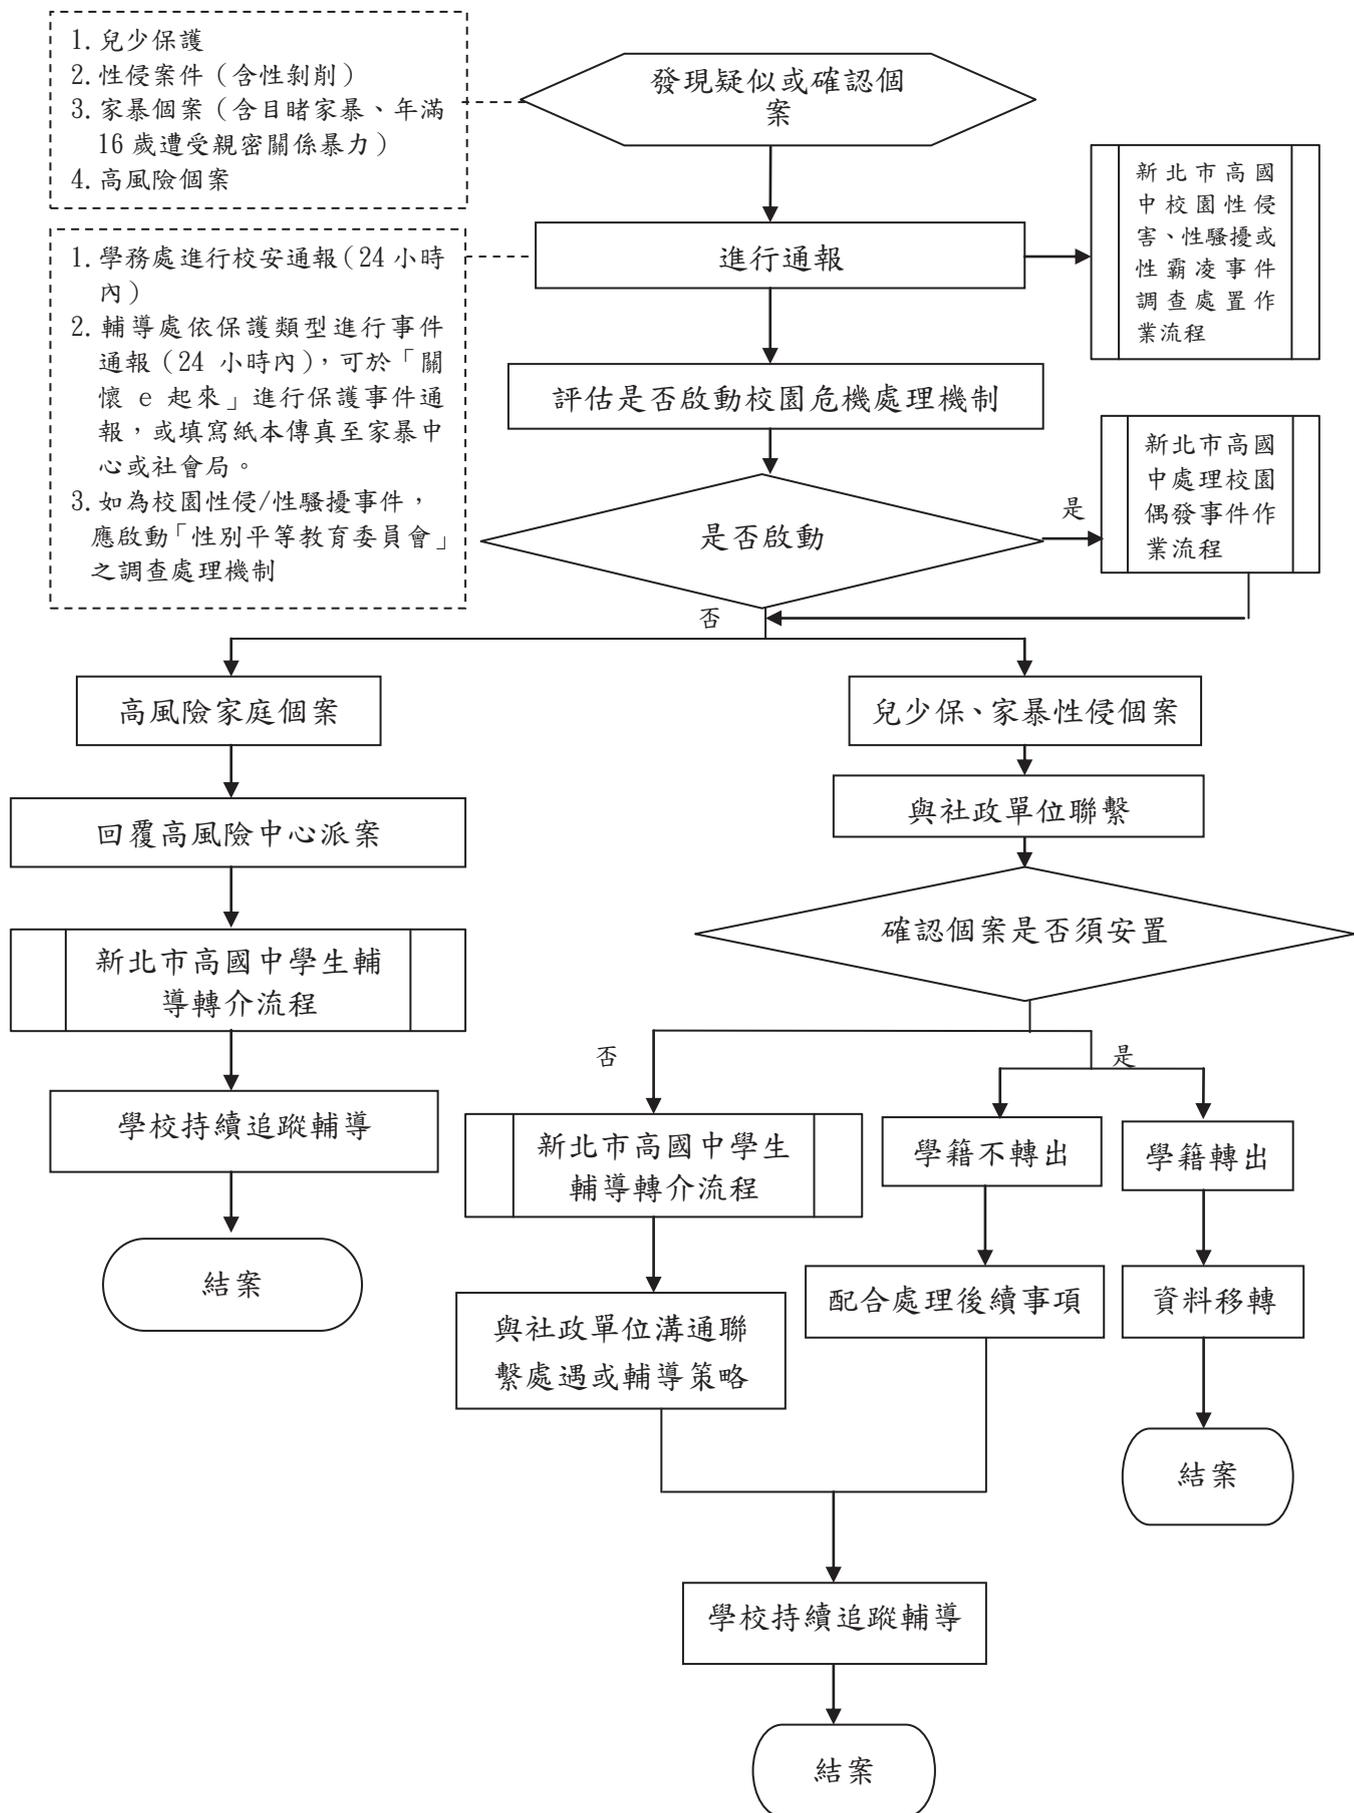 1. 兒少保護
2. 性侵案件（含性剝削）
3. 家暴個案（含目睹家暴、年滿
16 歲遭受親密關係暴力）
4. 高風險個案
發現疑似或確認個
案
1. 學務處進行校安通報（24 小時
內）
2. 輔導處依保護類型進行事件
通報（24 小時內），可於「關
懷 e 起來」進行保護事件通
報，或填寫紙本傳真至家暴中
心或社會局。
3. 如為校園性侵/性騷擾事件，
應啟動「性別平等教育委員會」
之調查處理機制
進行通報
新北市高國
中校園性侵
害、性騷擾或
性霸凌事件
調查處置作
業流程
評估是否啟動校園危機處理機制
是否啟動
是
新北市高國
中處理校園
偶發事件作
業流程
否
高風險家庭個案
回覆高風險中心派案
新北市高國中學生輔
導轉介流程
學校持續追蹤輔導
結案
兒少保、家暴性侵個案
與社政單位聯繫
確認個案是否須安置
否
是
新北市高國中學生
輔導轉介流程
學籍不轉出
學籍轉出
與社政單位溝通聯
繫處遇或輔導策略
配合處理後續事項
資料移轉
結案
學校持續追蹤輔導
結案